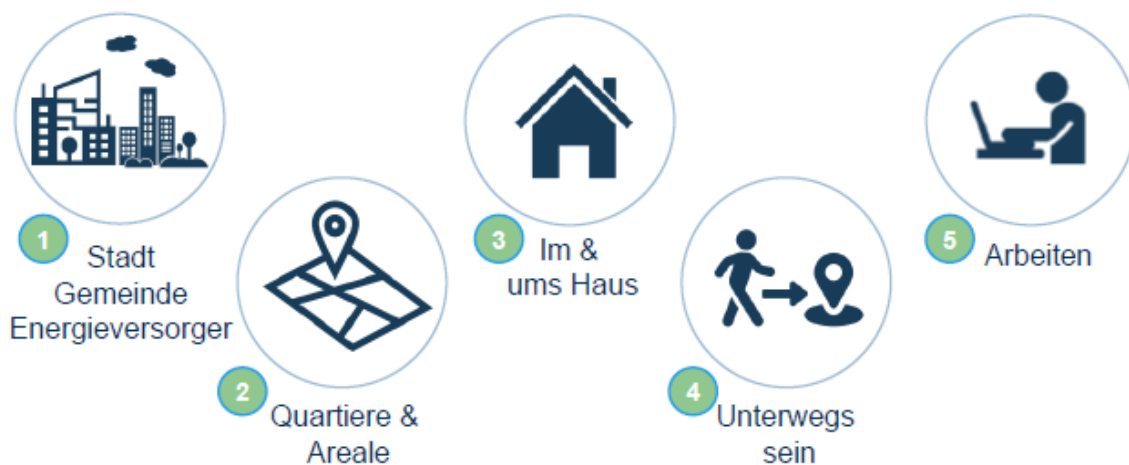 1
Stadt
Gemeinde
Energieversorger
2
Quartiere &
Areale
3
Im &
ums Haus
4
Unterwegs
sein
5
Arbeiten